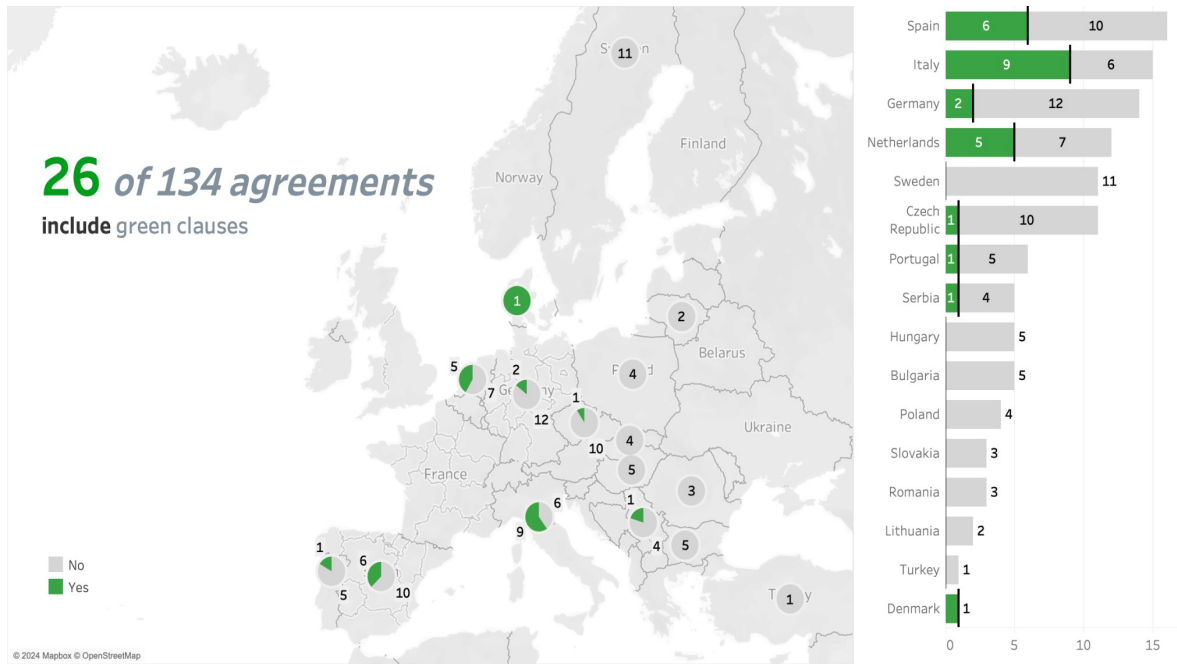 26 of 134 agreements
include green clauses
Norway
Finland
Belarus
Ukraine
France
11
1
2
5
7
2
12
4
1
10
4
5
3
6
9
1
4
5
1
5
6
10
1
No
Yes
© 2024 Mapbox © OpenStreetMap
Spain 6 10
Italy 9 6
Germany 2 12
Netherlands 5 7
Sweden 11
Czech
Republic 1 10
Portugal 1 5
Serbia 1 4
Hungary 5
Bulgaria 5
Poland 4
Slovakia 3
Romania 3
Lithuania 2
Turkey 1
Denmark 1
0 5 10 15